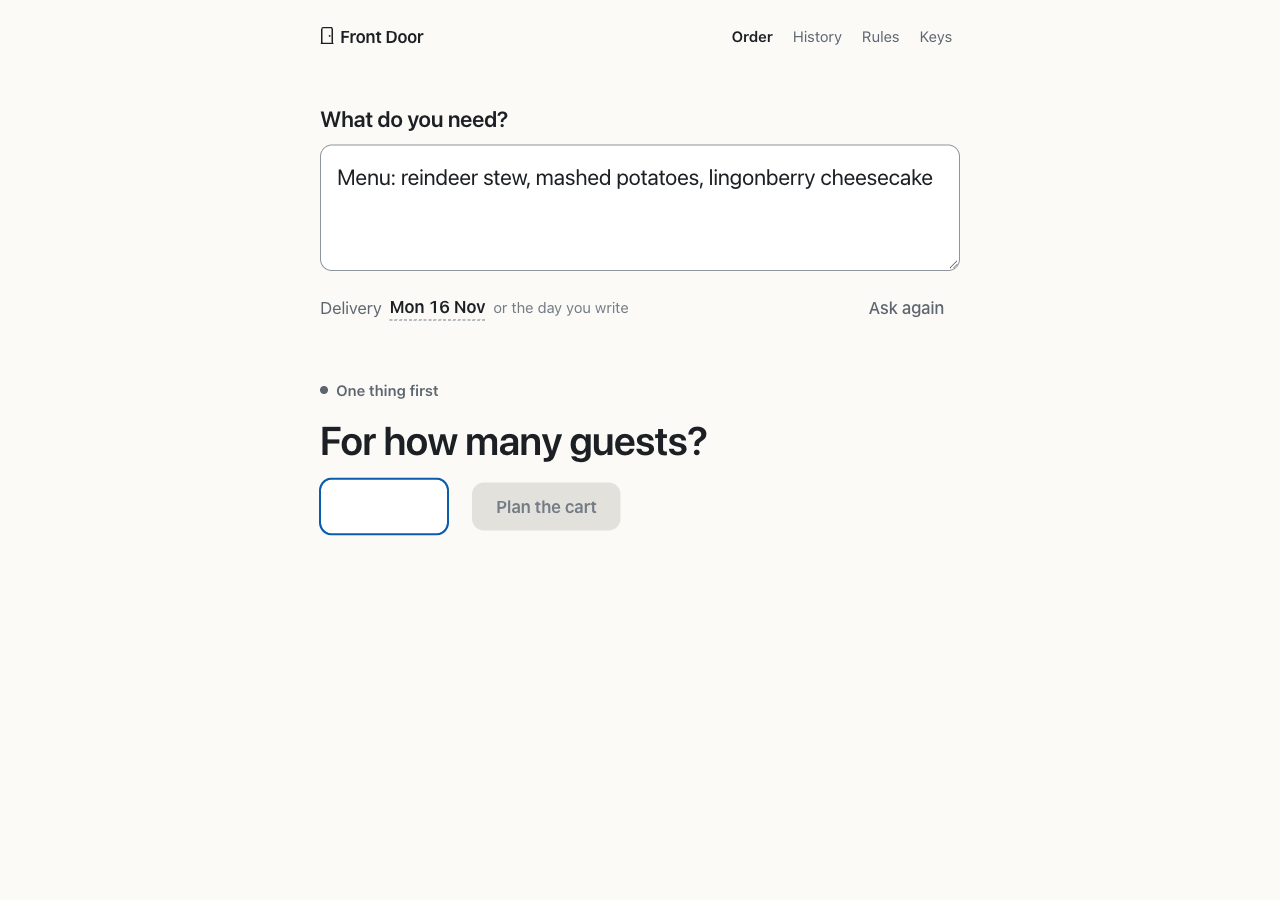 Front Door
Order History Rules Keys
What do you need?
Menu: reindeer stew, mashed potatoes, lingonberry cheesecake
Delivery Mon 16 Nov or the day you write
Ask again
One thing first
For how many guests?
Plan the cart